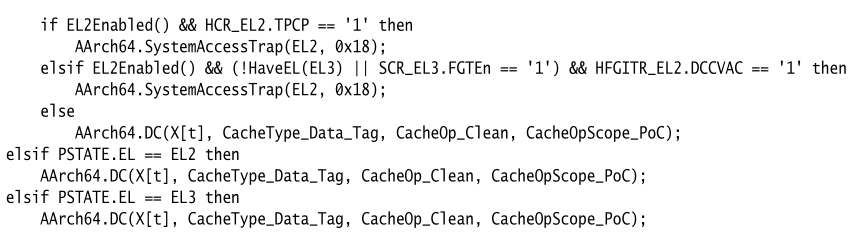 if EL2Enabled() && HCR_EL2.TPCP == '1' then
AArch64.SystemAccessTrap(EL2, 0x18);
elsif EL2Enabled() && (!HaveEL(EL3) || SCR_EL3.FGTEn == '1') && HFGITR_EL2.DCCVAC == '1' then
AArch64.SystemAccessTrap(EL2, 0x18);
else
AArch64.DC(X[t], CacheType_Data_Tag, CacheOp_Clean, CacheOpScope_PoC);
elsif PSTATE.EL == EL2 then
AArch64.DC(X[t], CacheType_Data_Tag, CacheOp_Clean, CacheOpScope_PoC);
elsif PSTATE.EL == EL3 then
AArch64.DC(X[t], CacheType_Data_Tag, CacheOp_Clean, CacheOpScope_PoC);